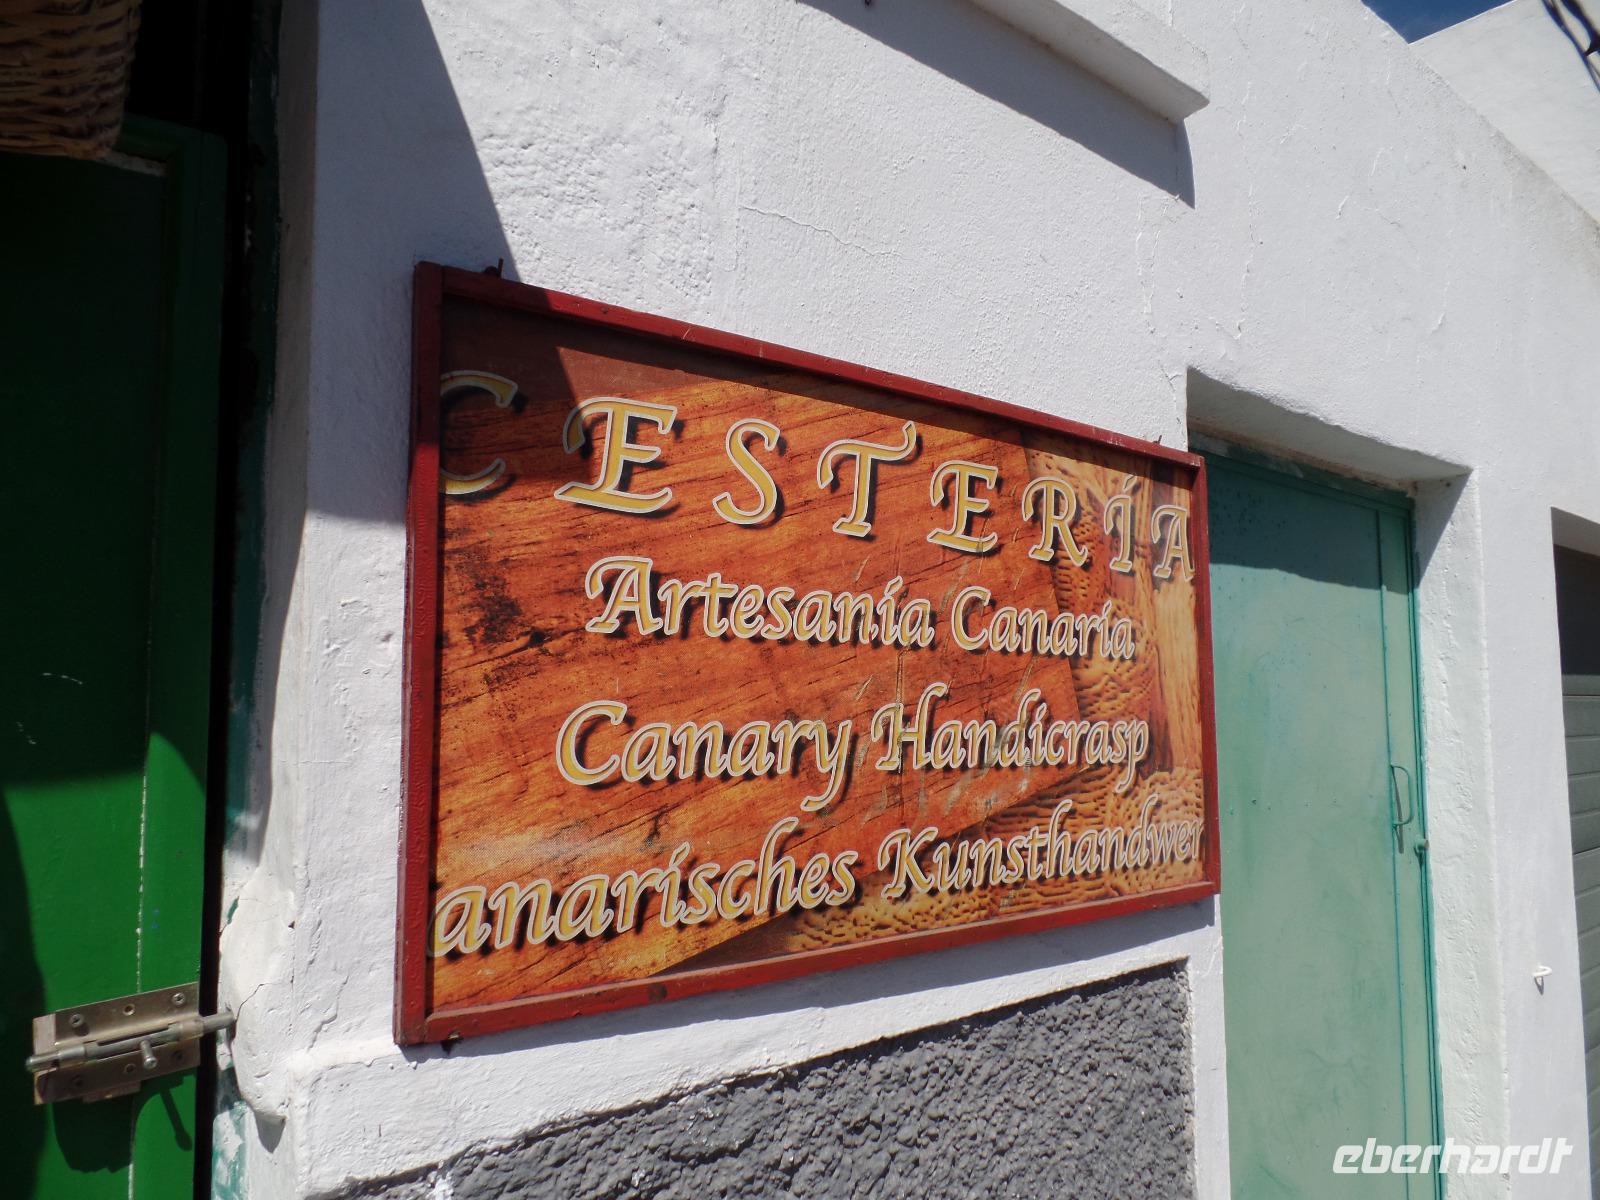 CESTERÍA
Artesanía Canaria
Canary Handicrasp
anarisches Kunsthandwer
eberhardt